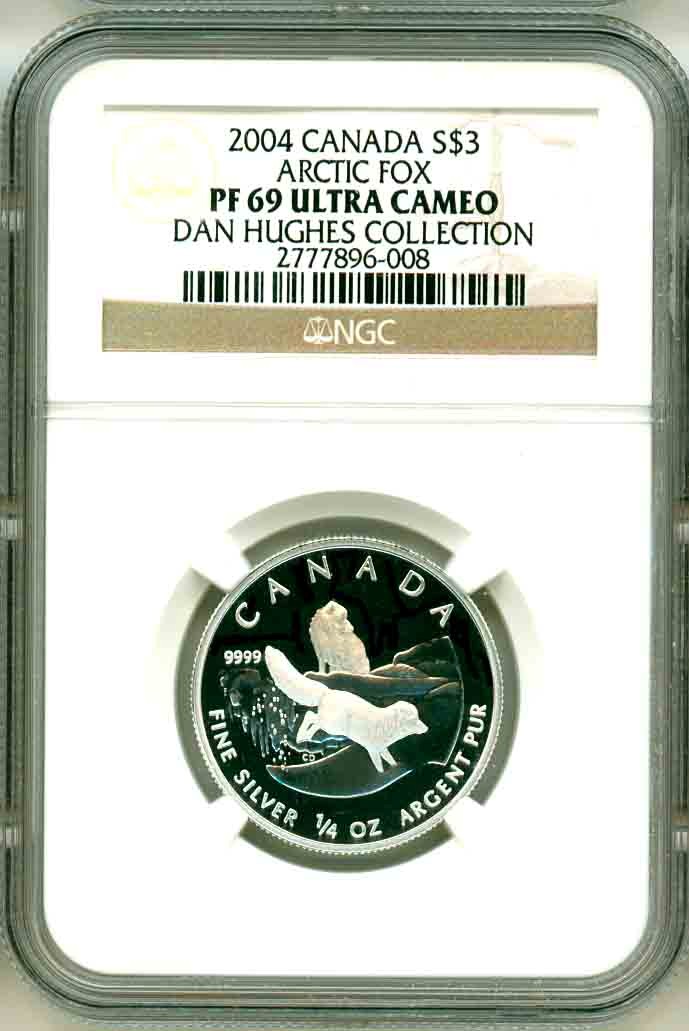 2004 CANADA S$3
ARCTIC FOX
PF 69 ULTRA CAMEO
DAN HUGHES COLLECTION
2777896-008
NGC
CANADA
9999
CD
FINE SILVER 1/4 OZ ARGENT PUR